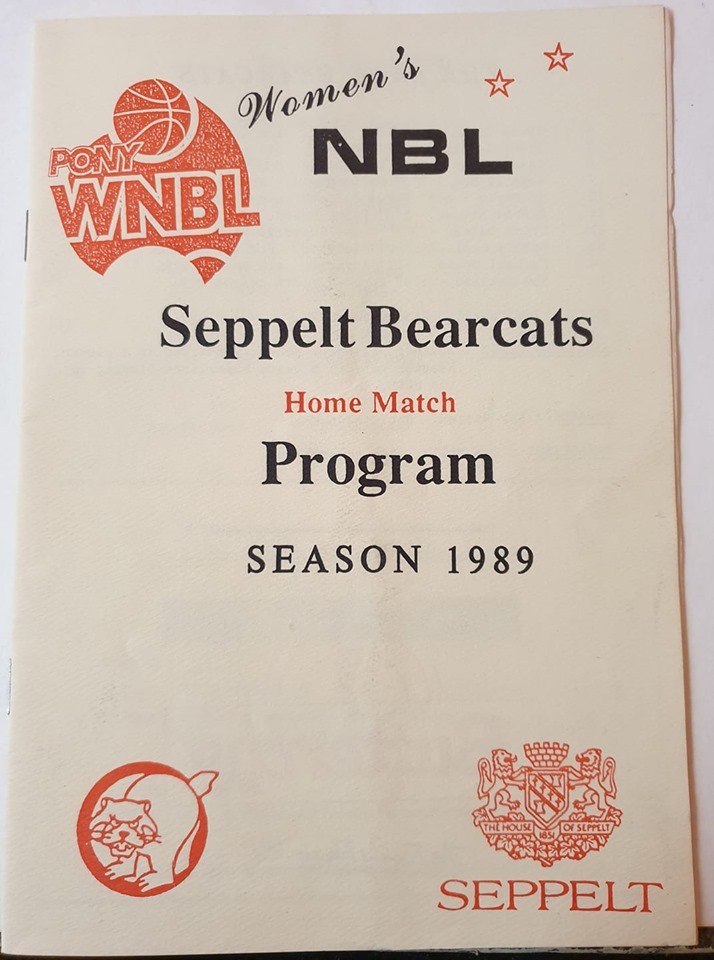 Women's
NBL
PONY
WNBL
Seppelt Bearcats
Home Match
Program
SEASON 1989
THE HOUSE OF SEPPELT
1851
SEPPELT